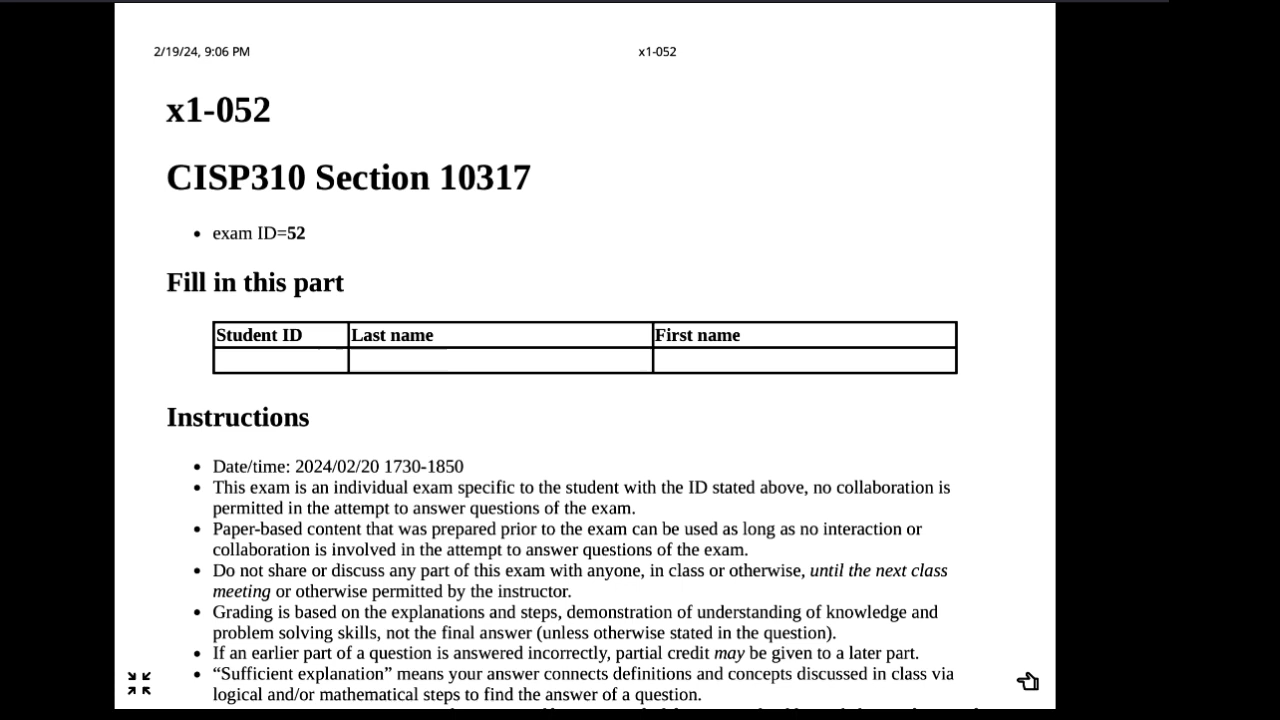 2/19/24, 9:06 PM x1-052
x1-052
CISP310 Section 10317
• exam ID=52
Fill in this part
Student ID Last name First name
Instructions
• Date/time: 2024/02/20 1730-1850
• This exam is an individual exam specific to the student with the ID stated above, no collaboration is
permitted in the attempt to answer questions of the exam.
• Paper-based content that was prepared prior to the exam can be used as long as no interaction or
collaboration is involved in the attempt to answer questions of the exam.
• Do not share or discuss any part of this exam with anyone, in class or otherwise, until the next class
meeting or otherwise permitted by the instructor.
• Grading is based on the explanations and steps, demonstration of understanding of knowledge and
problem solving skills, not the final answer (unless otherwise stated in the question).
• If an earlier part of a question is answered incorrectly, partial credit may be given to a later part.
• “Sufficient explanation” means your answer connects definitions and concepts discussed in class via
logical and/or mathematical steps to find the answer of a question.